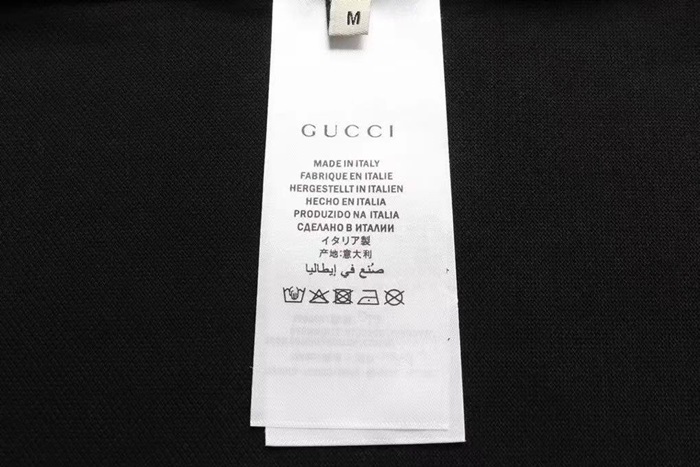 M
GUCCI
MADE IN ITALY
FABRIQUE EN ITALIE
HERGESTELLT IN ITALIEN
HECHO EN ITALIA
PRODUZIDO NA ITALIA
СДЕЛАНО В ИТАЛИИ
イタリア製
产地:意大利
صُنع في إيطاليا